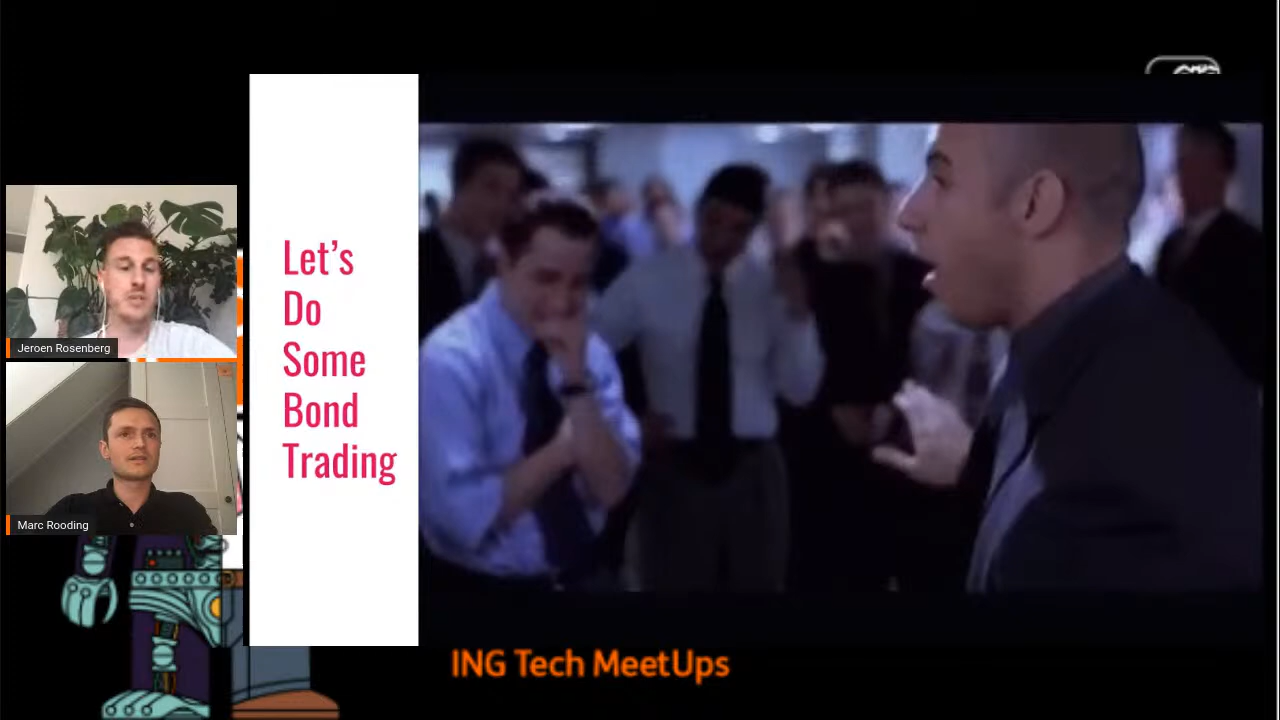 Let's
Do
Some
Bond
Trading
Jeroen Rosenberg
Marc Rooding
ING Tech MeetUps